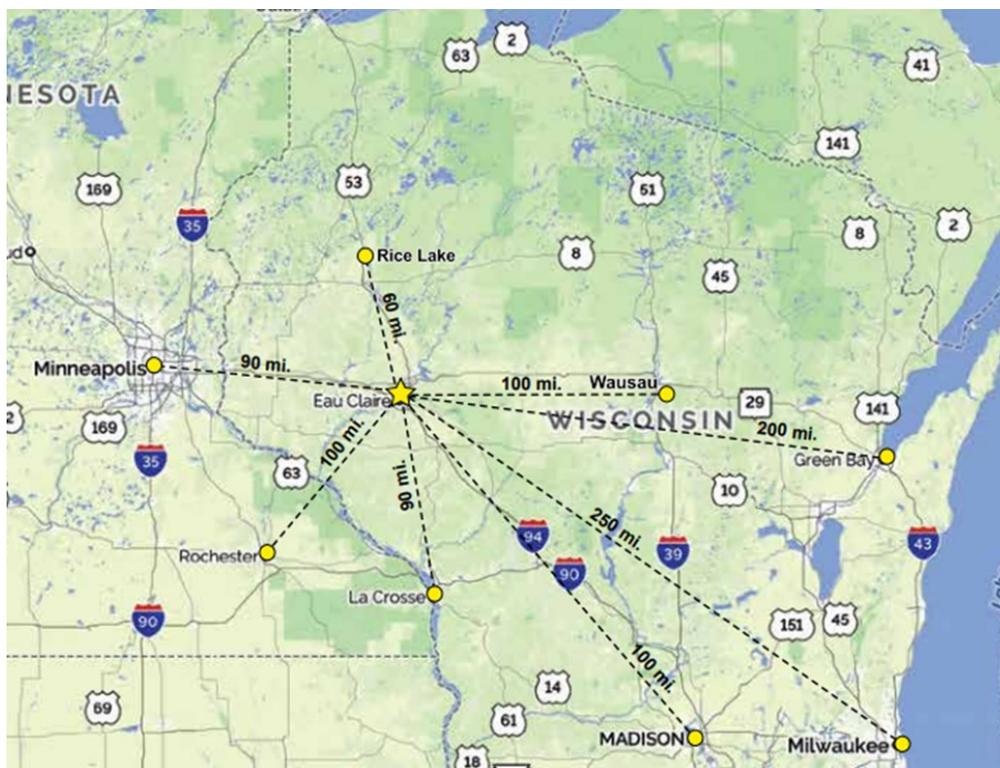 63
2
41
NESOTA
141
169
53
51
35
2
8
8
45
Rice Lake
60 mi.
Minneapolis
90 mi.
100 mi.
Wausau
Eau Claire
29
141
WISCONSIN
200 mi.
169
100 mi.
Green Bay
35
63
90 mi.
10
250 mi.
94
39
43
Rochester
90
La Crosse
90
151
45
100 mi.
14
69
61
MADISON
Milwaukee
18